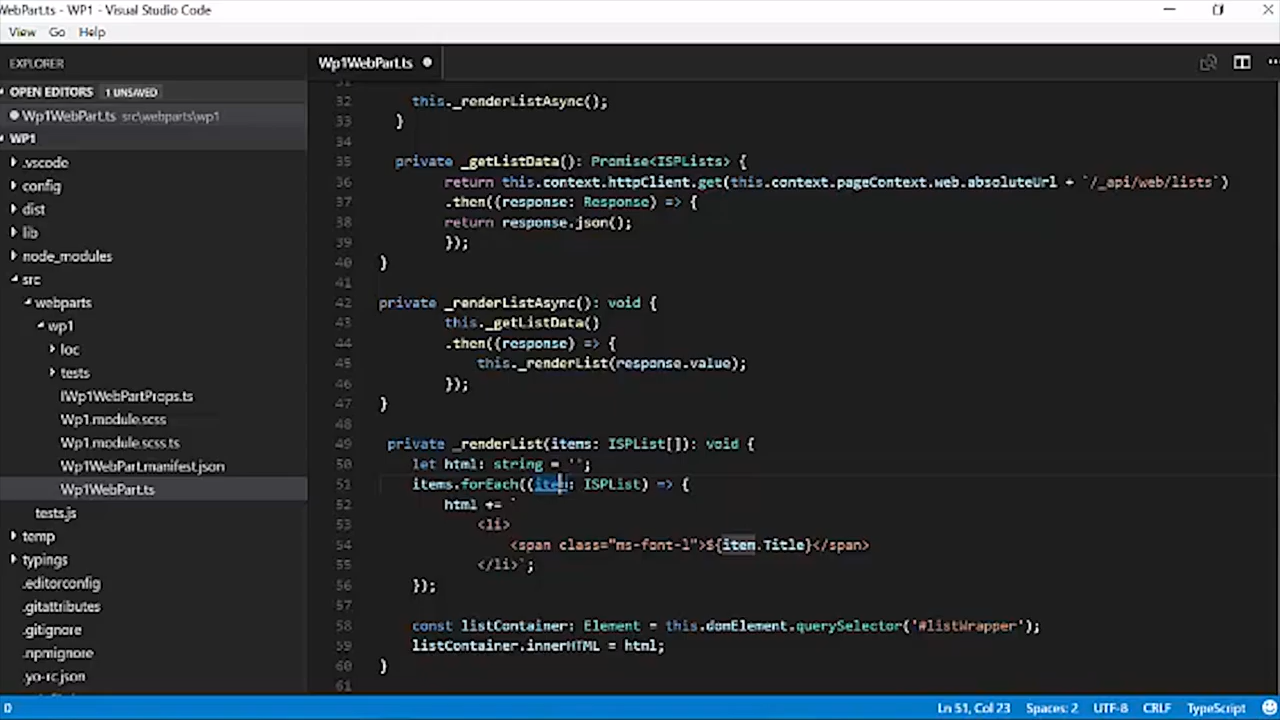 WebPart.ts - WP1 - Visual Studio Code
View Go Help
EXPLORER
OPEN EDITORS 1 UNSAVED
Wp1WebPart.ts src\webparts\wp1
WP1
.vscode
config
dist
lib
node_modules
src
webparts
wp1
loc
tests
IWp1WebPartProps.ts
Wp1.module.scss
Wp1.module.scss.ts
Wp1WebPart.manifest.json
Wp1WebPart.ts
tests.js
temp
typings
.editorconfig
.gitattributes
.gitignore
.npmignore
.yo-rc.json
Wp1WebPart.ts
32 this._renderListAsync();
33 }
34
35 private _getListData(): Promise<ISPLists> {
36 return this.context.httpClient.get(this.context.pageContext.web.absoluteUrl + `/_api/web/lists`)
37 .then((response: Response) => {
38 return response.json();
39 });
40 }
41
42 private _renderListAsync(): void {
43 this._getListData()
44 .then((response) => {
45 this._renderList(response.value);
46 });
47 }
48
49 private _renderList(items: ISPList[]): void {
50 let html: string = '';
51 items.forEach((item: ISPList) => {
52 html += `
53 <li>
54 <span class="ms-font-l">${item.Title}</span>
55 </li>`;
56 });
57
58 const listContainer: Element = this.domElement.querySelector('#listWrapper');
59 listContainer.innerHTML = html;
60 }
61
0 Ln 51, Col 23 Spaces: 2 UTF-8 CRLF TypeScript